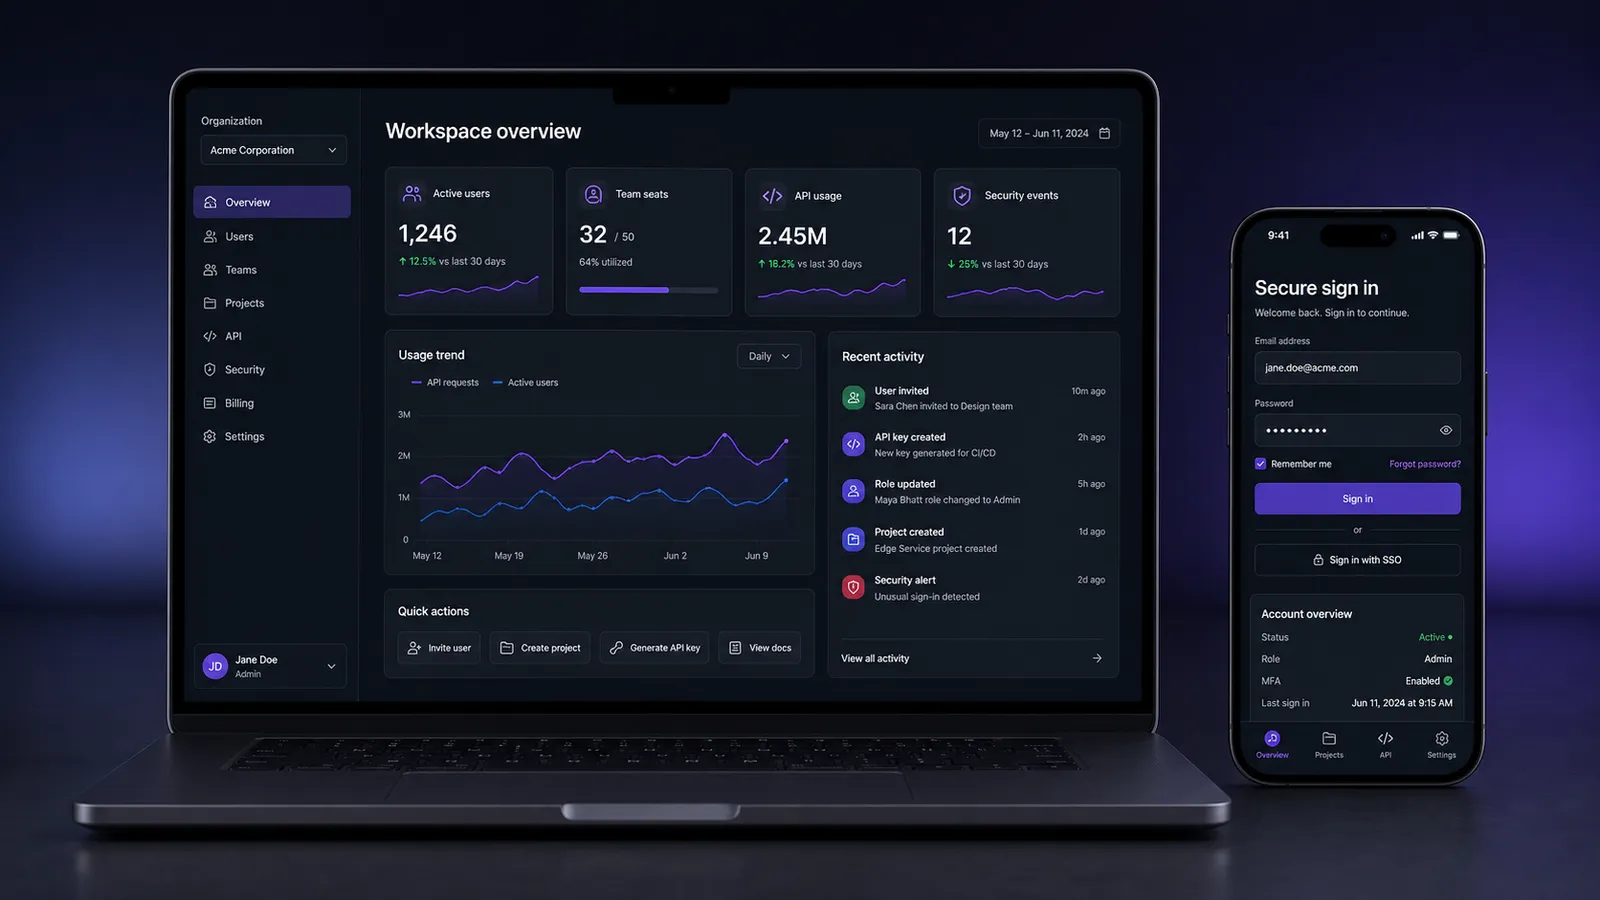 Organization
Acme Corporation
Overview
Users
Teams
Projects
API
Security
Billing
Settings
JD
Jane Doe
Admin
Workspace overview
May 12 – Jun 11, 2024
Active users
1,246
↑ 12.5% vs last 30 days
Team seats
32 / 50
64% utilized
API usage
2.45M
↑ 18.2% vs last 30 days
Security events
12
↓ 25% vs last 30 days
Usage trend
Daily
API requests
Active users
3M
2M
1M
0
May 12
May 19
May 26
Jun 2
Jun 9
Recent activity
User invited
10m ago
Sara Chen invited to Design team
API key created
2h ago
New key generated for CI/CD
Role updated
5h ago
Maya Bhatt role changed to Admin
Project created
1d ago
Edge Service project created
Security alert
2d ago
Unusual sign-in detected
View all activity
Quick actions
Invite user
Create project
Generate API key
View docs
9:41
Secure sign in
Welcome back. Sign in to continue.
Email address
jane.doe@acme.com
Password
Remember me
Forgot password?
Sign in
or
Sign in with SSO
Account overview
Status
Active
Role
Admin
MFA
Enabled
Last sign in
Jun 11, 2024 at 9:15 AM
Overview
Projects
API
Settings